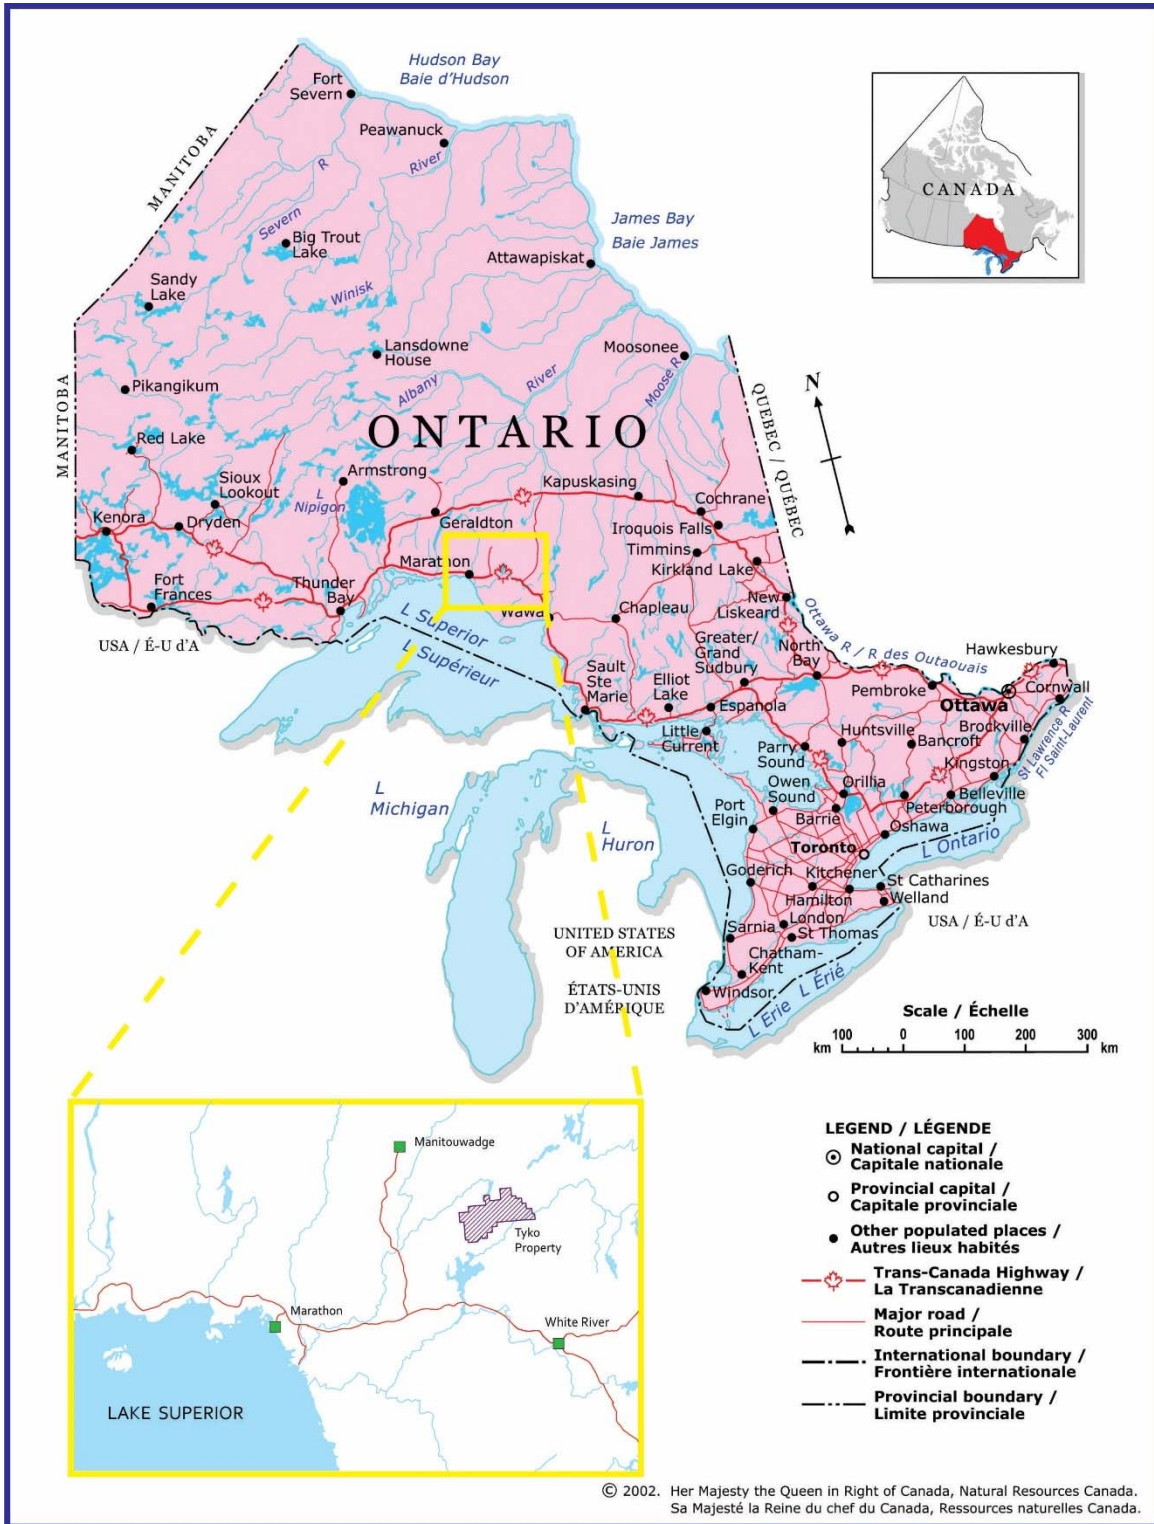 Hudson Bay
Baie d'Hudson
Fort
Severn
Peawanuck
MANITOBA
River
R
Severn
CANADA
James Bay
Baie James
Big Trout
Lake
Attawapiskat
Sandy
Lake
Winisk
Lansdowne
House
Moosonee
Albany
River
Moose R
Pikangikum
MANITOBA
QUEBEC / QUÉBEC
N
ONTARIO
Red Lake
Sioux
Lookout
Armstrong
L
Nipigon
Kapuskasing
Cochrane
Kenora
Dryden
Geraldton
Iroquois Falls
Timmins
Kirkland Lake
Marathon
Fort
Frances
Thunder
Bay
Wawa
Chapleau
New
Liskeard
USA / É-U d'A
L Superior
L Supérieur
Greater/
Grand
Sudbury
North
Bay
Ottawa R / R des Outaouais
Hawkesbury
Sault
Ste
Marie
Elliot
Lake
Espanola
Pembroke
Ottawa
Cornwall
Little
Current
Parry
Sound
Huntsville
Bancroft
Brockville
St Lawrence R
Fl Saint-Laurent
Kingston
L
Michigan
Owen
Sound
Orillia
Belleville
Port
Elgin
Barrie
Peterborough
Oshawa
L
Huron
Toronto
L Ontario
Goderich
Kitchener
St Catharines
Hamilton
Welland
London
USA / É-U d'A
Sarnia
St Thomas
UNITED STATES
OF AMERICA
Chatham-
Kent
ÉTATS-UNIS
D'AMÉRIQUE
Windsor
L Erie
L Érié
Scale / Échelle
100 0 100 200 300
km km
LEGEND / LÉGENDE
National capital /
Capitale nationale
Provincial capital /
Capitale provinciale
Other populated places /
Autres lieux habités
Trans-Canada Highway /
La Transcanadienne
Major road /
Route principale
International boundary /
Frontière internationale
Provincial boundary /
Limite provinciale
Manitouwadge
Tyko
Property
Marathon
White River
LAKE SUPERIOR
© 2002. Her Majesty the Queen in Right of Canada, Natural Resources Canada.
Sa Majesté la Reine du chef du Canada, Ressources naturelles Canada.